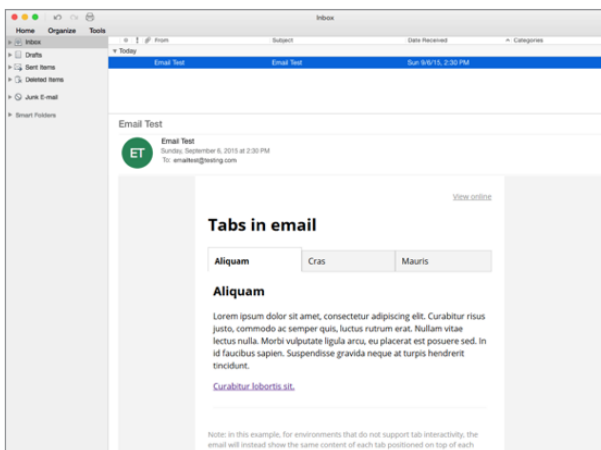 Inbox
Home Organize Tools
Inbox
Drafts
Sent Items
Deleted Items
Junk E-mail
Smart Folders
! From Subject Date Received Categories
Today
Email Test Email Test Sun 9/6/15, 2:30 PM
Email Test
ET
Email Test
Sunday, September 6, 2015 at 2:30 PM
To: emailtest@testing.com
View online
Tabs in email
Aliquam Cras Mauris
Aliquam
Lorem ipsum dolor sit amet, consectetur adipiscing elit. Curabitur risus
justo, commodo ac semper quis, luctus rutrum erat. Nullam vitae
lectus nulla. Morbi vulputate ligula arcu, eu placerat est posuere sed. In
id faucibus sapien. Suspendisse gravida neque at turpis hendrerit
tincidunt.
Curabitur lobortis sit.
Note: in this example, for environments that do not support tab interactivity, the
email will instead show the same content of each tab positioned on top of each